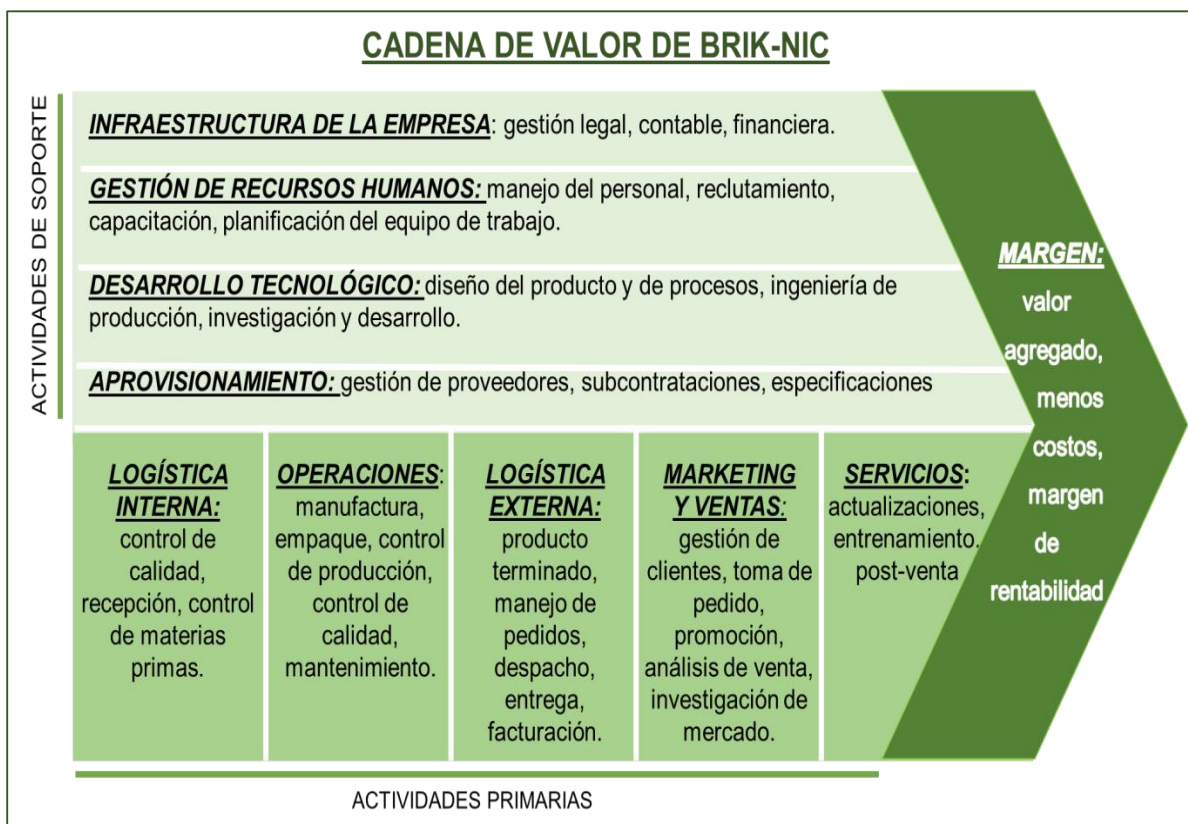 CADENA DE VALOR DE BRIK-NIC
ACTIVIDADES DE SOPORTE
INFRAESTRUCTURA DE LA EMPRESA: gestión legal, contable, financiera.
GESTIÓN DE RECURSOS HUMANOS: manejo del personal, reclutamiento,
capacitación, planificación del equipo de trabajo.
DESARROLLO TECNOLÓGICO: diseño del producto y de procesos, ingeniería de
producción, investigación y desarrollo.
APROVISIONAMIENTO: gestión de proveedores, subcontrataciones, especificaciones
LOGÍSTICA
INTERNA:
control de
calidad,
recepción, control
de materias
primas.
OPERACIONES:
manufactura,
empaque, control
de producción,
control de
calidad,
mantenimiento.
LOGÍSTICA
EXTERNA:
producto
terminado,
manejo de
pedidos,
despacho,
entrega,
facturación.
MARKETING
Y VENTAS:
gestión de
clientes, toma de
pedido,
promoción,
análisis de venta,
investigación de
mercado.
SERVICIOS:
actualizaciones,
entrenamiento.
post-venta
MARGEN:
valor
agregado,
menos
costos,
margen
de
rentabilidad
ACTIVIDADES PRIMARIAS